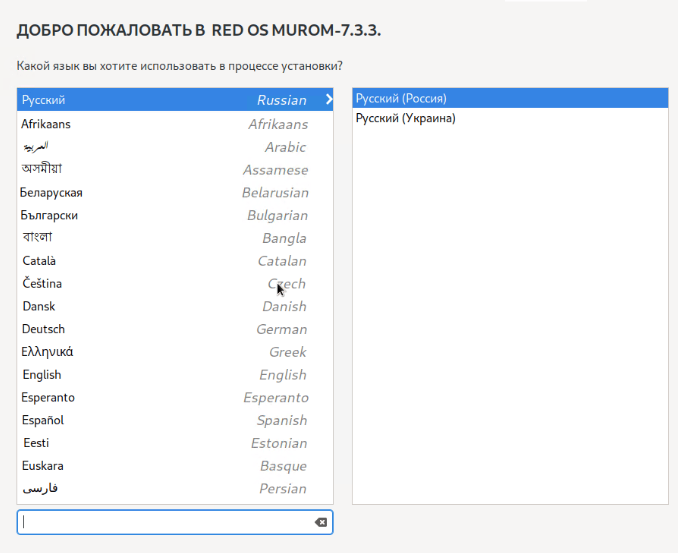 ДОБРО ПОЖАЛОВАТЬ В RED OS MUROM-7.3.3.
Какой язык вы хотите использовать в процессе установки?
Русский Russian
Afrikaans Afrikaans
العربية Arabic
অসমীয়া Assamese
Беларуская Belarusian
Български Bulgarian
বাংলা Bangla
Català Catalan
Čeština Czech
Dansk Danish
Deutsch German
Ελληνικά Greek
English English
Esperanto Esperanto
Español Spanish
Eesti Estonian
Euskara Basque
فارسی Persian
Русский (Россия)
Русский (Украина)